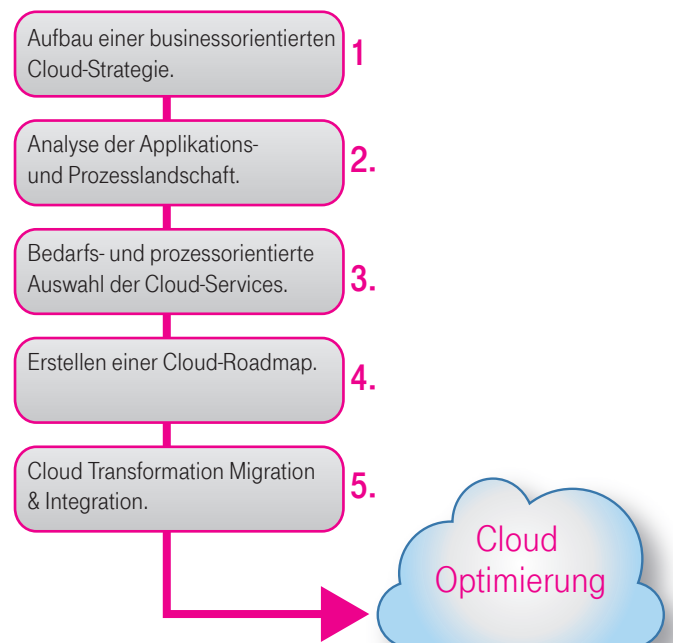 Aufbau einer businessorientierten
Cloud-Strategie.
1
Analyse der Applikations-
und Prozesslandschaft.
2.
Bedarfs- und prozessorientierte
Auswahl der Cloud-Services.
3.
Erstellen einer Cloud-Roadmap.
4.
Cloud Transformation Migration
& Integration.
5.
Cloud
Optimierung